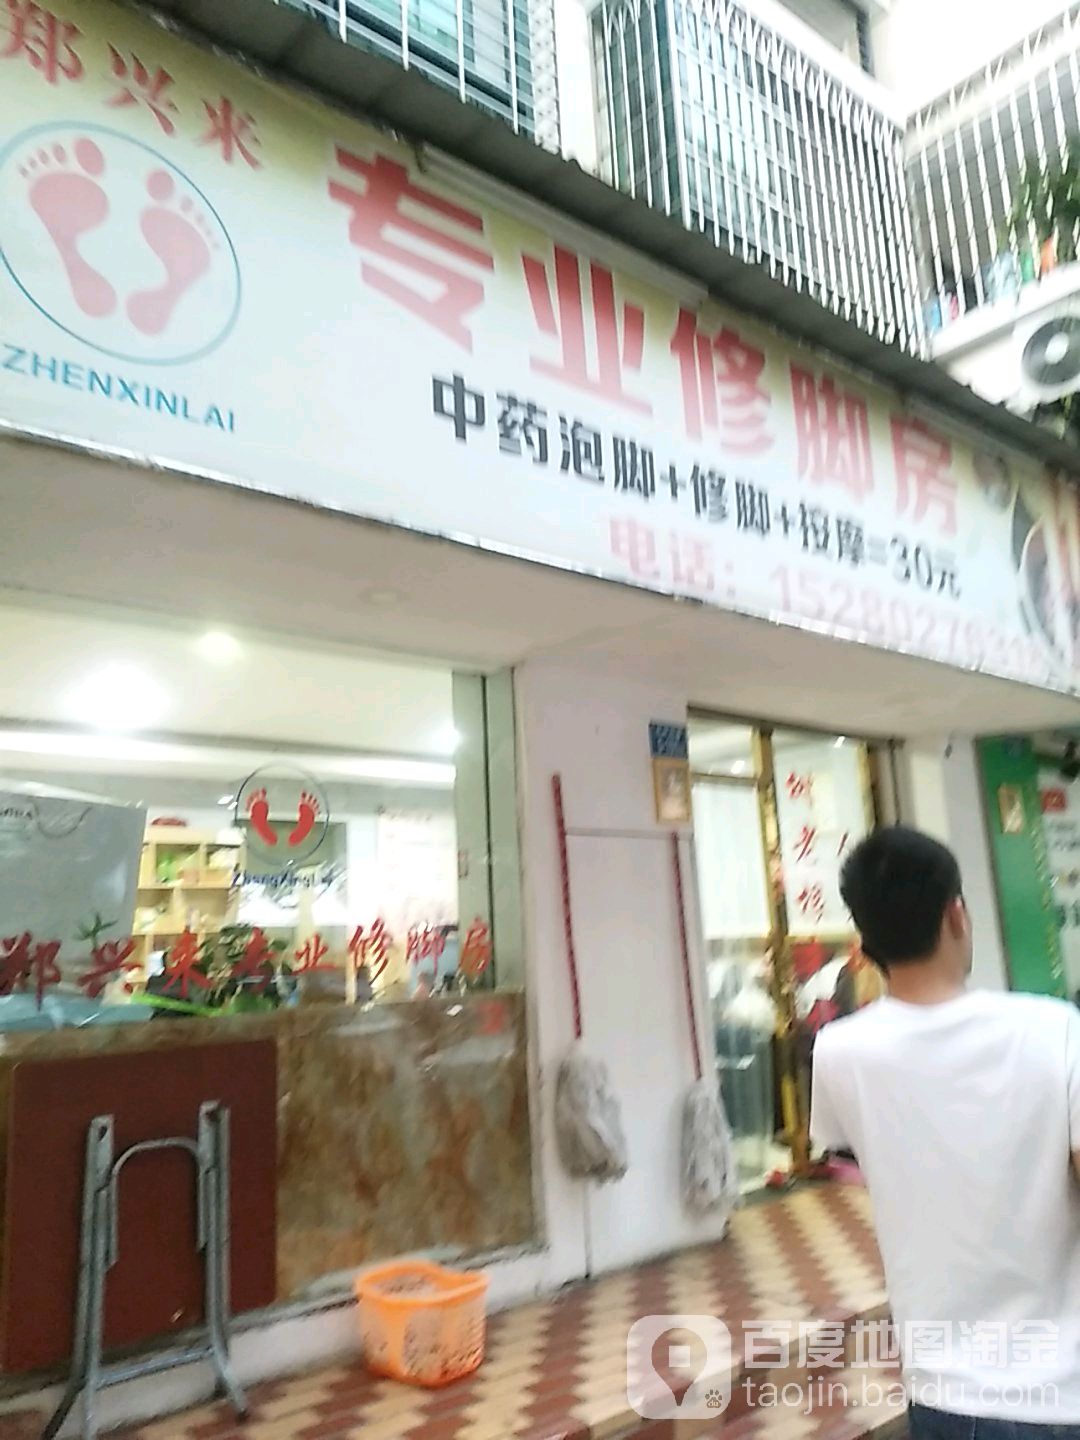 郑兴来
ZHENXINLAI
专业修脚房
中药泡脚+修脚+按摩=30元
电话：15280278318
ZhengXingLai
郑兴来专业修脚房
百度地图淘金
taojin.baidu.com